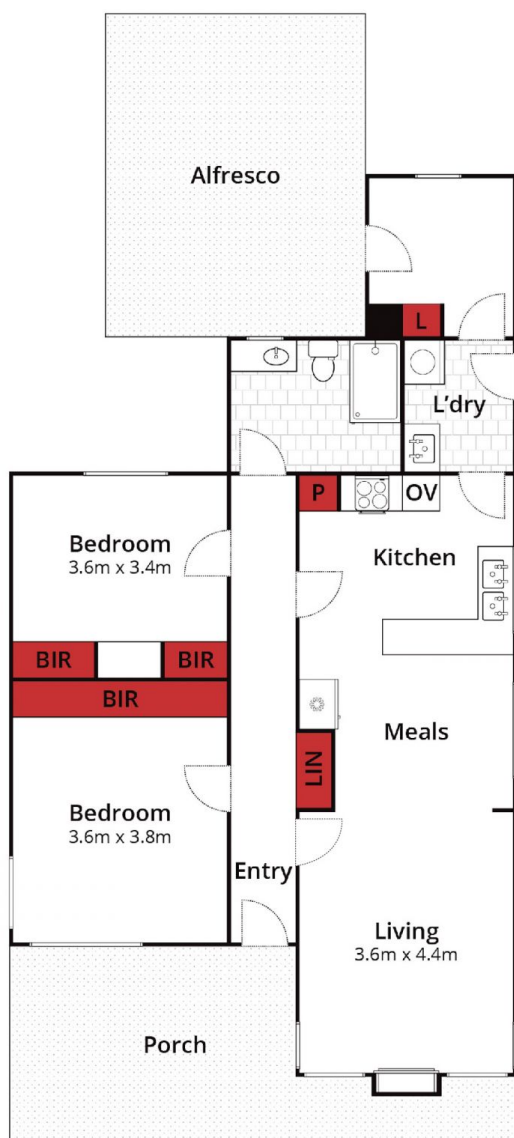 Alfresco
L
L'dry
P
OV
Kitchen
Bedroom
3.6m x 3.4m
BIR
BIR
BIR
Meals
LIN
Bedroom
3.6m x 3.8m
Entry
Living
3.6m x 4.4m
Porch